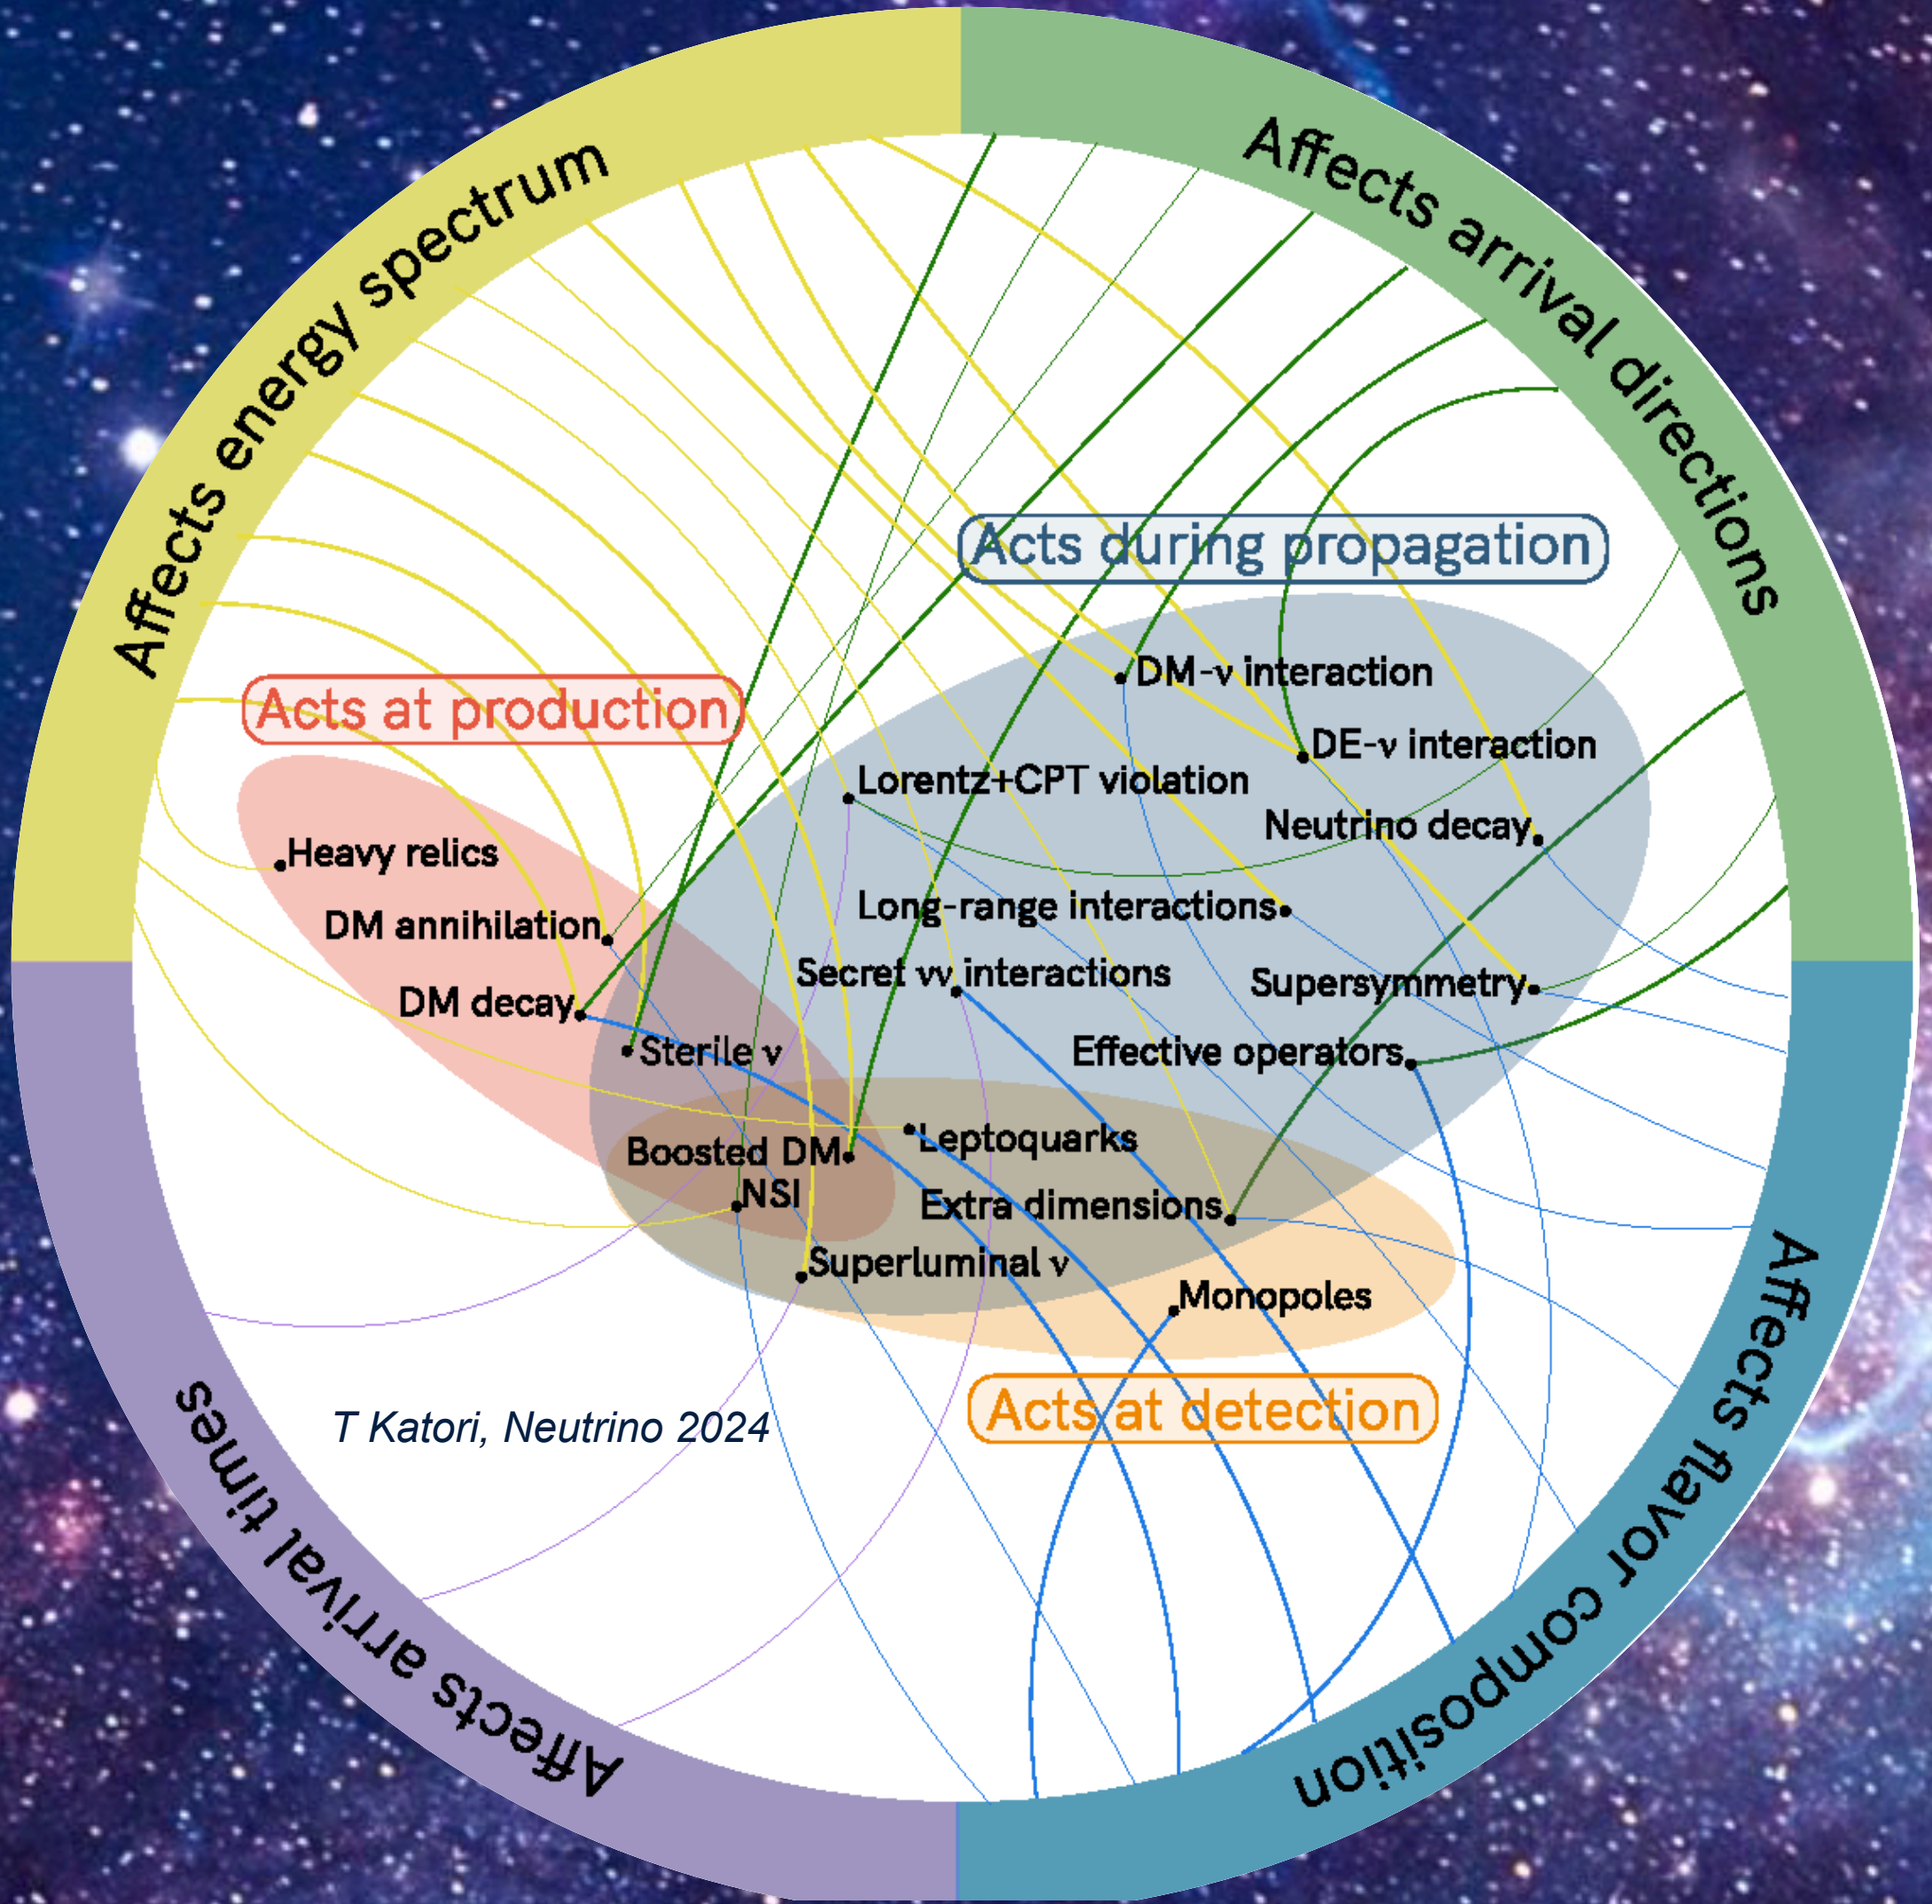 Affects energy spectrum
Affects arrival directions
Acts during propagation
DM-ν interaction
Acts at production
DE-ν interaction
Lorentz+CPT violation
Neutrino decay
Heavy relics
Long-range interactions
DM annihilation
Secret νν interactions
Supersymmetry
DM decay
Sterile ν
Effective operators
Leptoquarks
Boosted DM
NSI
Extra dimensions
Superluminal ν
Monopoles
Acts at detection
T Katori, Neutrino 2024
Affects arrival times
Affects flavor composition